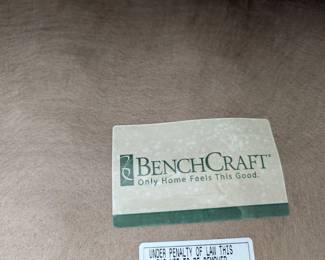 BENCHCRAFT®
Only Home Feels This Good.
UNDER PENALTY OF LAW THIS